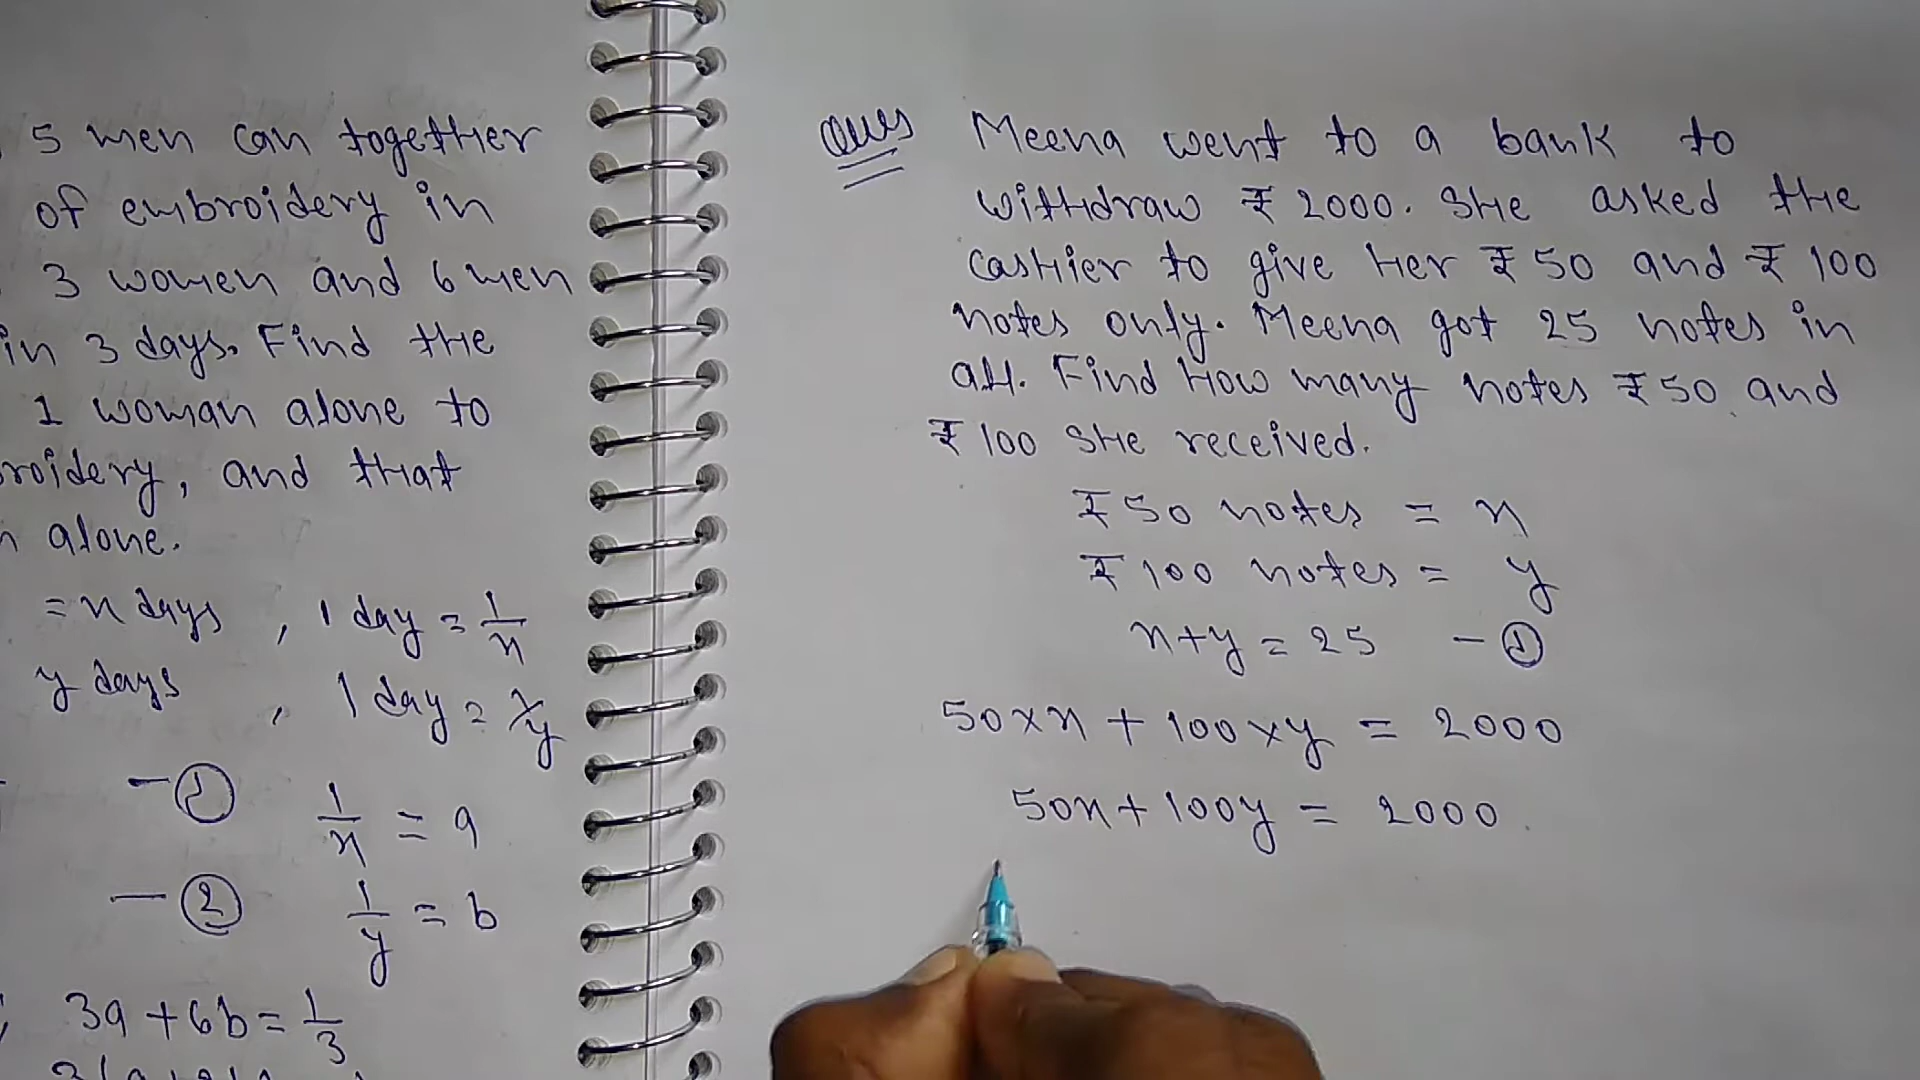 5 men can together
of embroidery in
3 women and 6 men
in 3 days. Find the
1 woman alone to
roidery, and that
alone.
= x days , 1 day = 1/x
y days , 1 day = 1/y
- ①
1/x = a
- ②
1/y = b
3a + 6b = 1/3
Ques Meena went to a bank to
withdraw ₹ 2000. She asked the
cashier to give her ₹ 50 and ₹ 100
notes only. Meena got 25 notes in
all. Find how many notes ₹ 50 and
₹ 100 she received.
₹ 50 notes = x
₹ 100 notes = y
x + y = 25 - ①
50 × x + 100 × y = 2000
50x + 100y = 2000